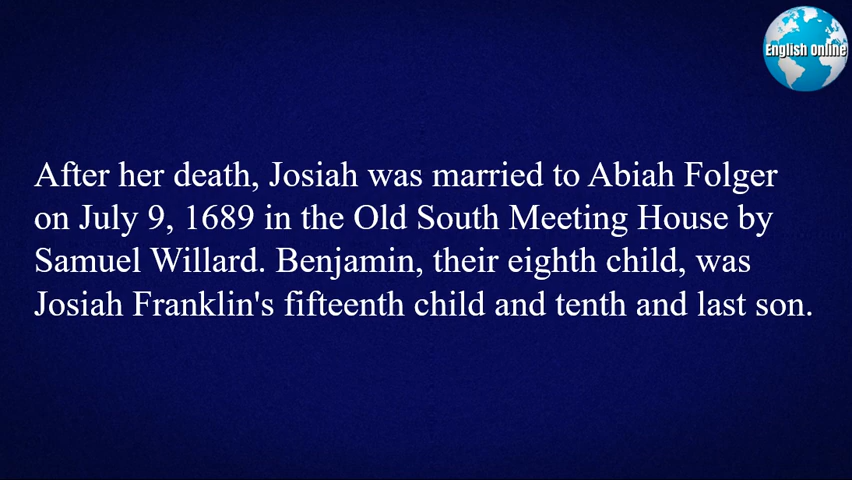 English Online
After her death, Josiah was married to Abiah Folger
on July 9, 1689 in the Old South Meeting House by
Samuel Willard. Benjamin, their eighth child, was
Josiah Franklin's fifteenth child and tenth and last son.